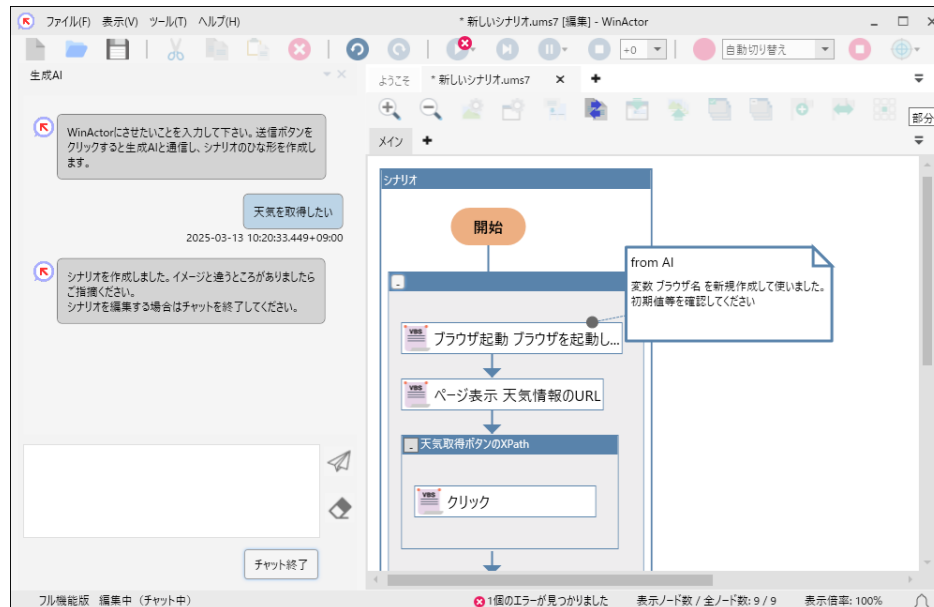 ファイル(F) 表示(V) ツール(T) ヘルプ(H)
* 新しいシナリオ.ums7 [編集] - WinActor
+0
自動切り替え
生成AI
ようこそ
* 新しいシナリオ.ums7
部分
メイン
WinActorにさせたいことを入力して下さい。送信ボタンを
クリックすると生成AIと通信し、シナリオのひな形を作成し
ます。
天気を取得したい
2025-03-13 10:20:33.449+09:00
シナリオを作成しました。イメージと違うところがありましたら
ご指摘ください。
シナリオを編集する場合はチャットを終了してください。
チャット終了
シナリオ
開始
from AI
変数 ブラウザ名 を新規作成して使いました。
初期値等を確認してください
VBS
ブラウザ起動 ブラウザを起動し...
VBS
ページ表示 天気情報のURL
天気取得ボタンのXPath
VBS
クリック
フル機能版 編集中（チャット中）
1個のエラーが見つかりました
表示ノード数 / 全ノード数: 9 / 9
表示倍率: 100%